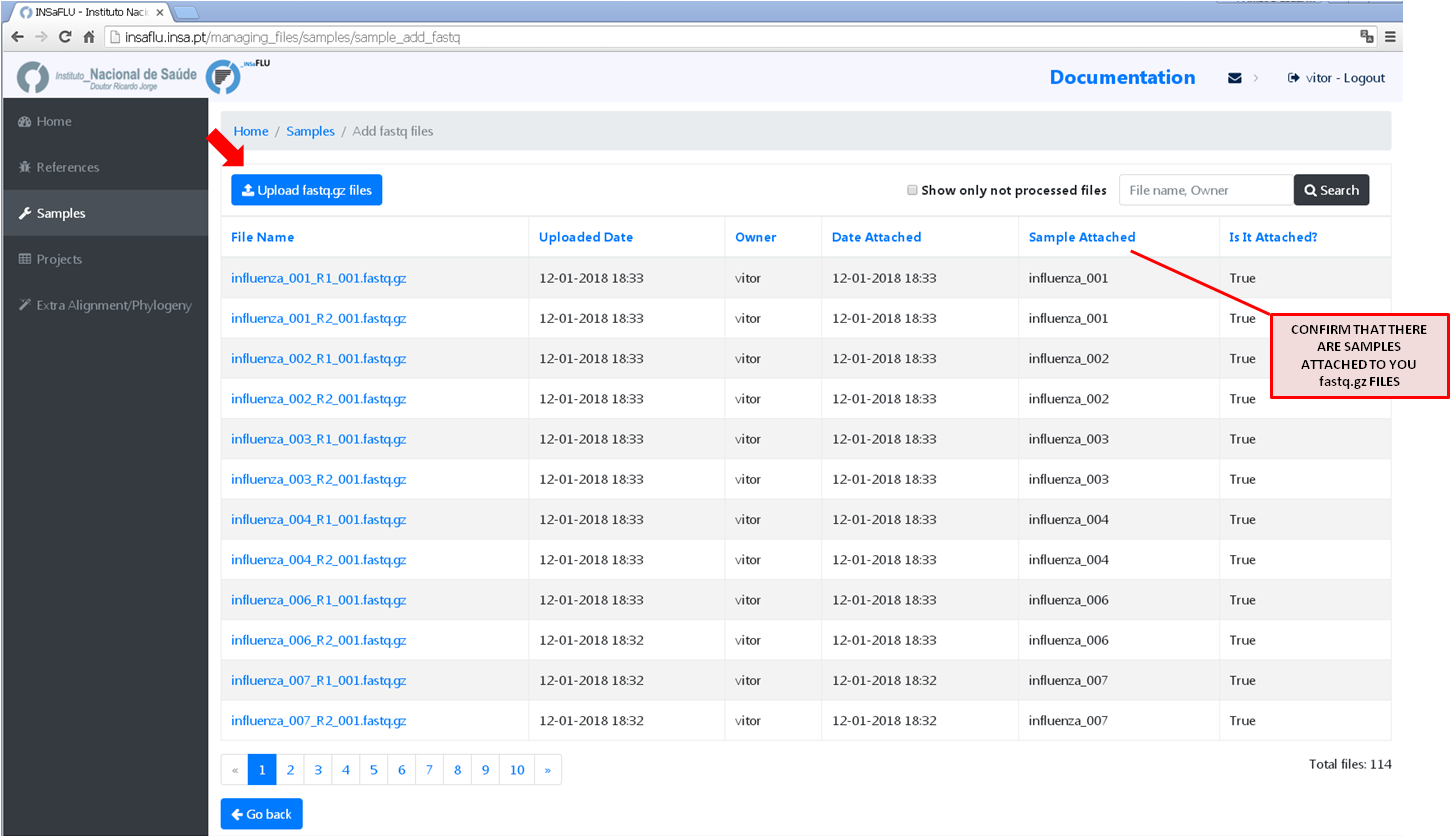 INSaFLU - Instituto Naci
insaflu.insa.pt/managing_files/samples/sample_add_fastq
Instituto_Nacional de Saúde
Doutor Ricardo Jorge
_INSaFLU
Documentation
vitor - Logout
Home
References
Samples
Projects
Extra Alignment/Phylogeny
Home / Samples / Add fastq files
Upload fastq.gz files
Show only not processed files
File name, Owner
Search
File Name Uploaded Date Owner Date Attached Sample Attached Is It Attached?
influenza_001_R1_001.fastq.gz 12-01-2018 18:33 vitor 12-01-2018 18:33 influenza_001 True
influenza_001_R2_001.fastq.gz 12-01-2018 18:33 vitor 12-01-2018 18:33 influenza_001 True
influenza_002_R1_001.fastq.gz 12-01-2018 18:33 vitor 12-01-2018 18:33 influenza_002 True
influenza_002_R2_001.fastq.gz 12-01-2018 18:33 vitor 12-01-2018 18:33 influenza_002 True
influenza_003_R1_001.fastq.gz 12-01-2018 18:33 vitor 12-01-2018 18:33 influenza_003 True
influenza_003_R2_001.fastq.gz 12-01-2018 18:33 vitor 12-01-2018 18:33 influenza_003 True
influenza_004_R1_001.fastq.gz 12-01-2018 18:33 vitor 12-01-2018 18:33 influenza_004 True
influenza_004_R2_001.fastq.gz 12-01-2018 18:33 vitor 12-01-2018 18:33 influenza_004 True
influenza_006_R1_001.fastq.gz 12-01-2018 18:33 vitor 12-01-2018 18:33 influenza_006 True
influenza_006_R2_001.fastq.gz 12-01-2018 18:32 vitor 12-01-2018 18:33 influenza_006 True
influenza_007_R1_001.fastq.gz 12-01-2018 18:32 vitor 12-01-2018 18:32 influenza_007 True
influenza_007_R2_001.fastq.gz 12-01-2018 18:32 vitor 12-01-2018 18:32 influenza_007 True
CONFIRM THAT THERE
ARE SAMPLES
ATTACHED TO YOU
fastq.gz FILES
« 1 2 3 4 5 6 7 8 9 10 »
Total files: 114
Go back